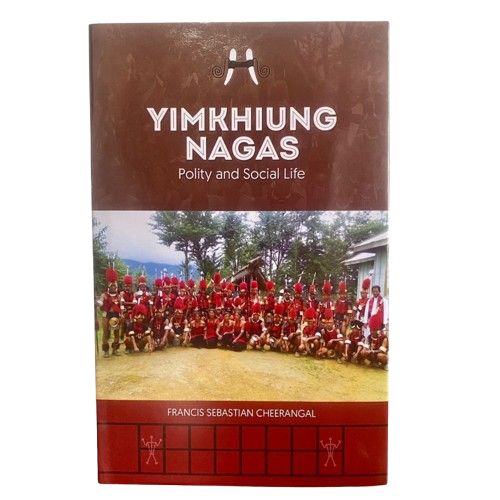 YIMKHIUNG
NAGAS
Polity and Social Life
FRANCIS SEBASTIAN CHEERANGAL